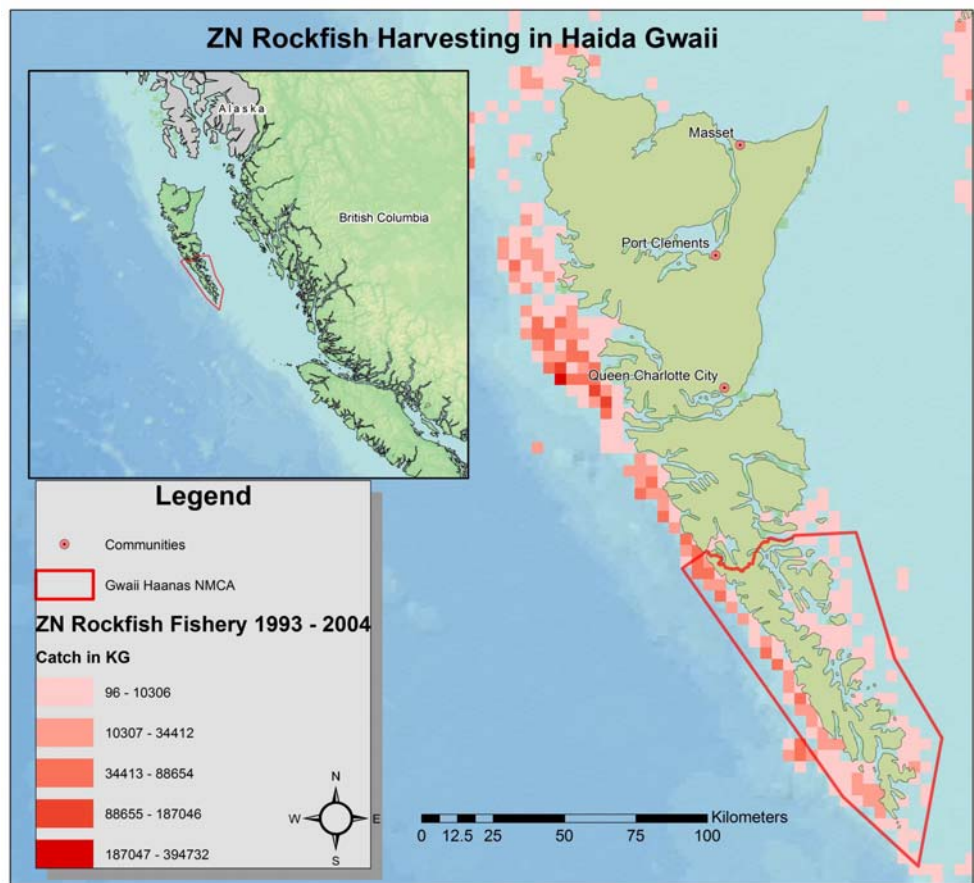 ZN Rockfish Harvesting in Haida Gwaii
Alaska
British Columbia
Masset
Port Clements
Queen Charlotte City
Legend
Communities
Gwaii Haanas NMCA
ZN Rockfish Fishery 1993 - 2004
Catch in KG
96 - 10306
10307 - 34412
34413 - 88654
88655 - 187046
187047 - 394732
N
W E
S
Kilometers
0 12.5 25 50 75 100